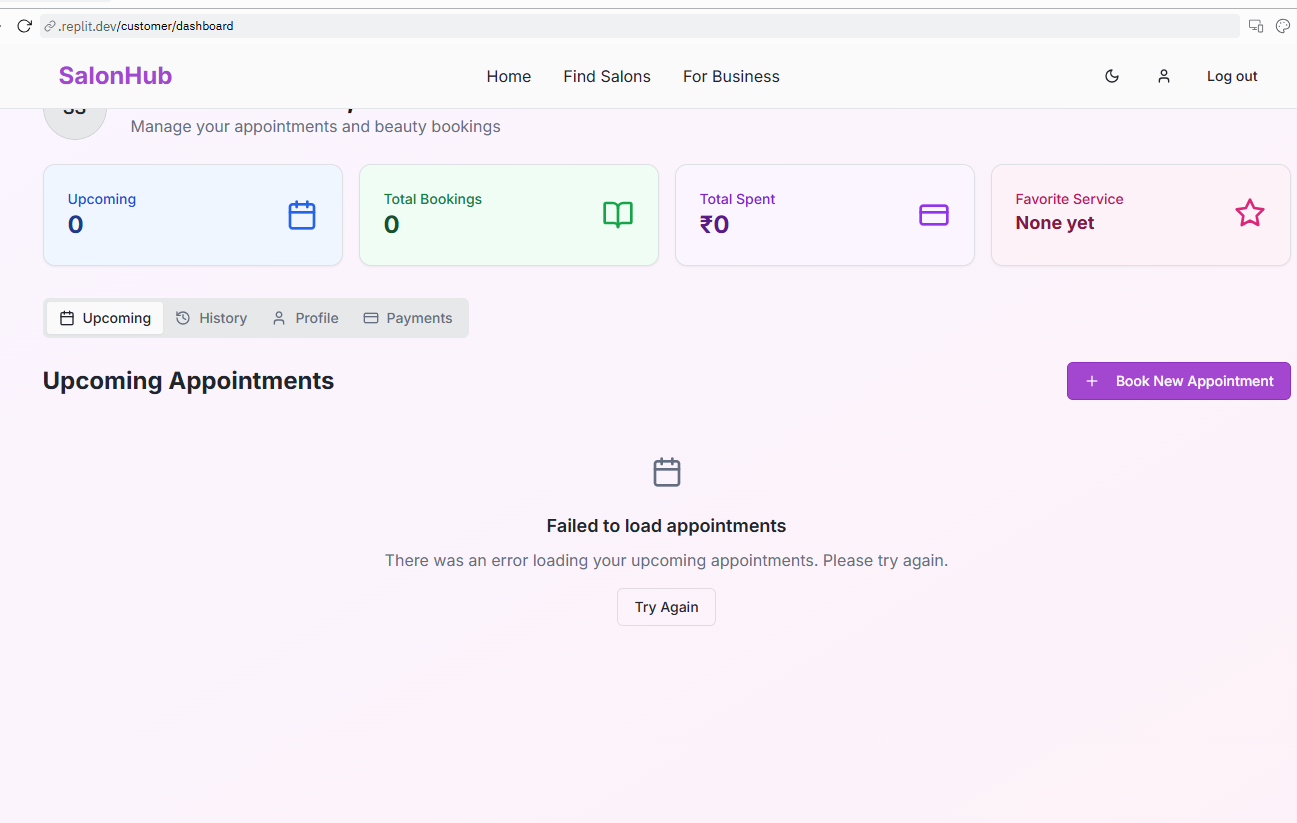 .replit.dev/customer/dashboard
SalonHub Home Find Salons For Business Log out
Manage your appointments and beauty bookings
Upcoming
0
Total Bookings
0
Total Spent
₹0
Favorite Service
None yet
Upcoming History Profile Payments
Upcoming Appointments
Book New Appointment
Failed to load appointments
There was an error loading your upcoming appointments. Please try again.
Try Again